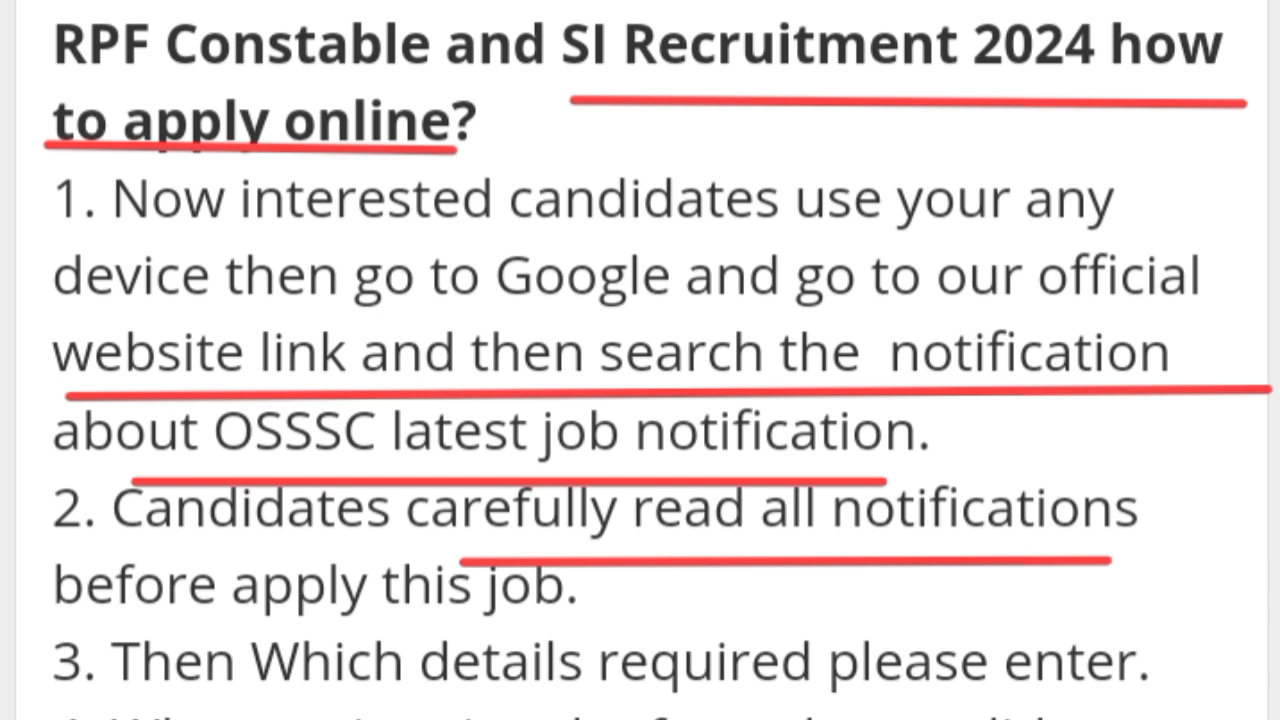 RPF Constable and SI Recruitment 2024 how
to apply online?
1. Now interested candidates use your any
device then go to Google and go to our official
website link and then search the  notification
about OSSSC latest job notification.
2. Candidates carefully read all notifications
before apply this job.
3. Then Which details required please enter.